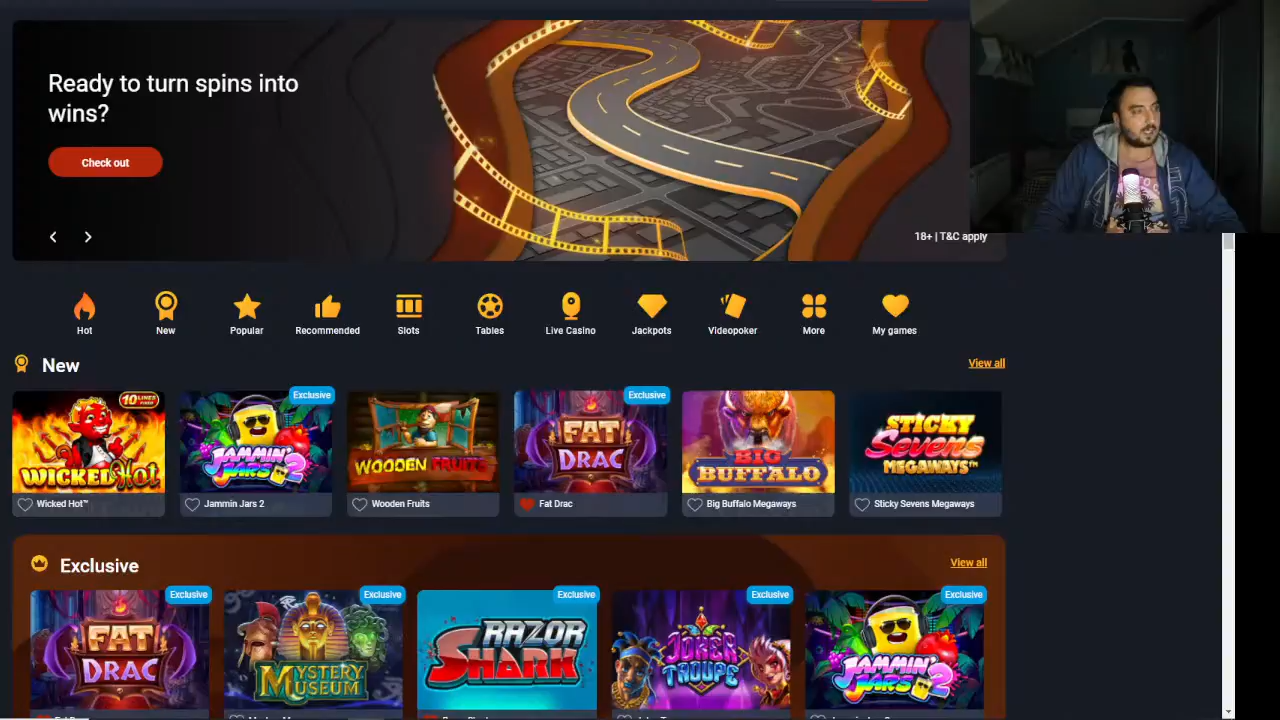 Ready to turn spins into
wins?
Check out
18+ | T&C apply
Hot
New
Popular
Recommended
Slots
Tables
Live Casino
Jackpots
Videopoker
More
My games
New
View all
10 LINES
FIXED
WICKED Hot
Exclusive
JAMMIN' JARS 2
WOODEN FRUITS
Exclusive
FAT
DRAC
BIG
BUFFALO
STICKY
Sevens
MEGAWAYS™
Wicked Hot™
Jammin Jars 2
Wooden Fruits
Fat Drac
Big Buffalo Megaways
Sticky Sevens Megaways
Exclusive
View all
Exclusive
FAT
DRAC
Exclusive
MYSTERY
MUSEUM
Exclusive
RAZOR
SHARK
Exclusive
JOKER
TROUPE
Exclusive
JAMMIN'
JARS 2